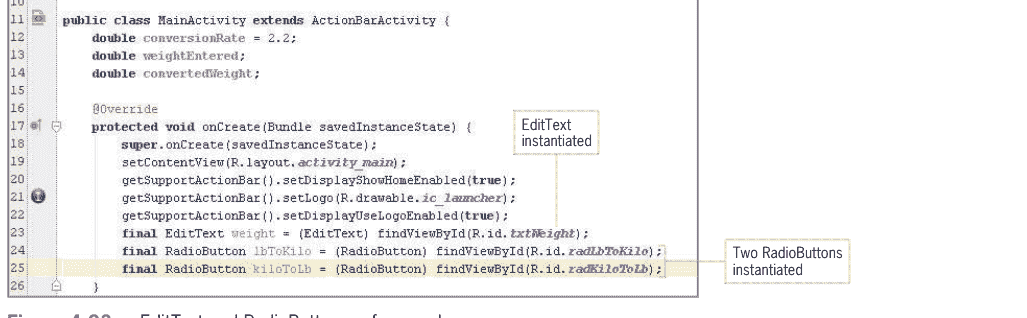 11 public class MainActivity extends ActionBarActivity {
12 double conversionRate = 2.2;
13 double weightEntered;
14 double convertedWeight;
15
16 @Override
17 protected void onCreate(Bundle savedInstanceState) {
18 super.onCreate(savedInstanceState);
19 setContentView(R.layout.activity_main);
20 getSupportActionBar().setDisplayShowHomeEnabled(true);
21 getSupportActionBar().setLogo(R.drawable.ic_launcher);
22 getSupportActionBar().setDisplayUseLogoEnabled(true);
23 final EditText weight = (EditText) findViewById(R.id.txtWeight);
24 final RadioButton lbToKilo = (RadioButton) findViewById(R.id.radLbToKilo);
25 final RadioButton kiloToLb = (RadioButton) findViewById(R.id.radKiloToLb);
26 }
EditText
instantiated
Two RadioButtons
instantiated